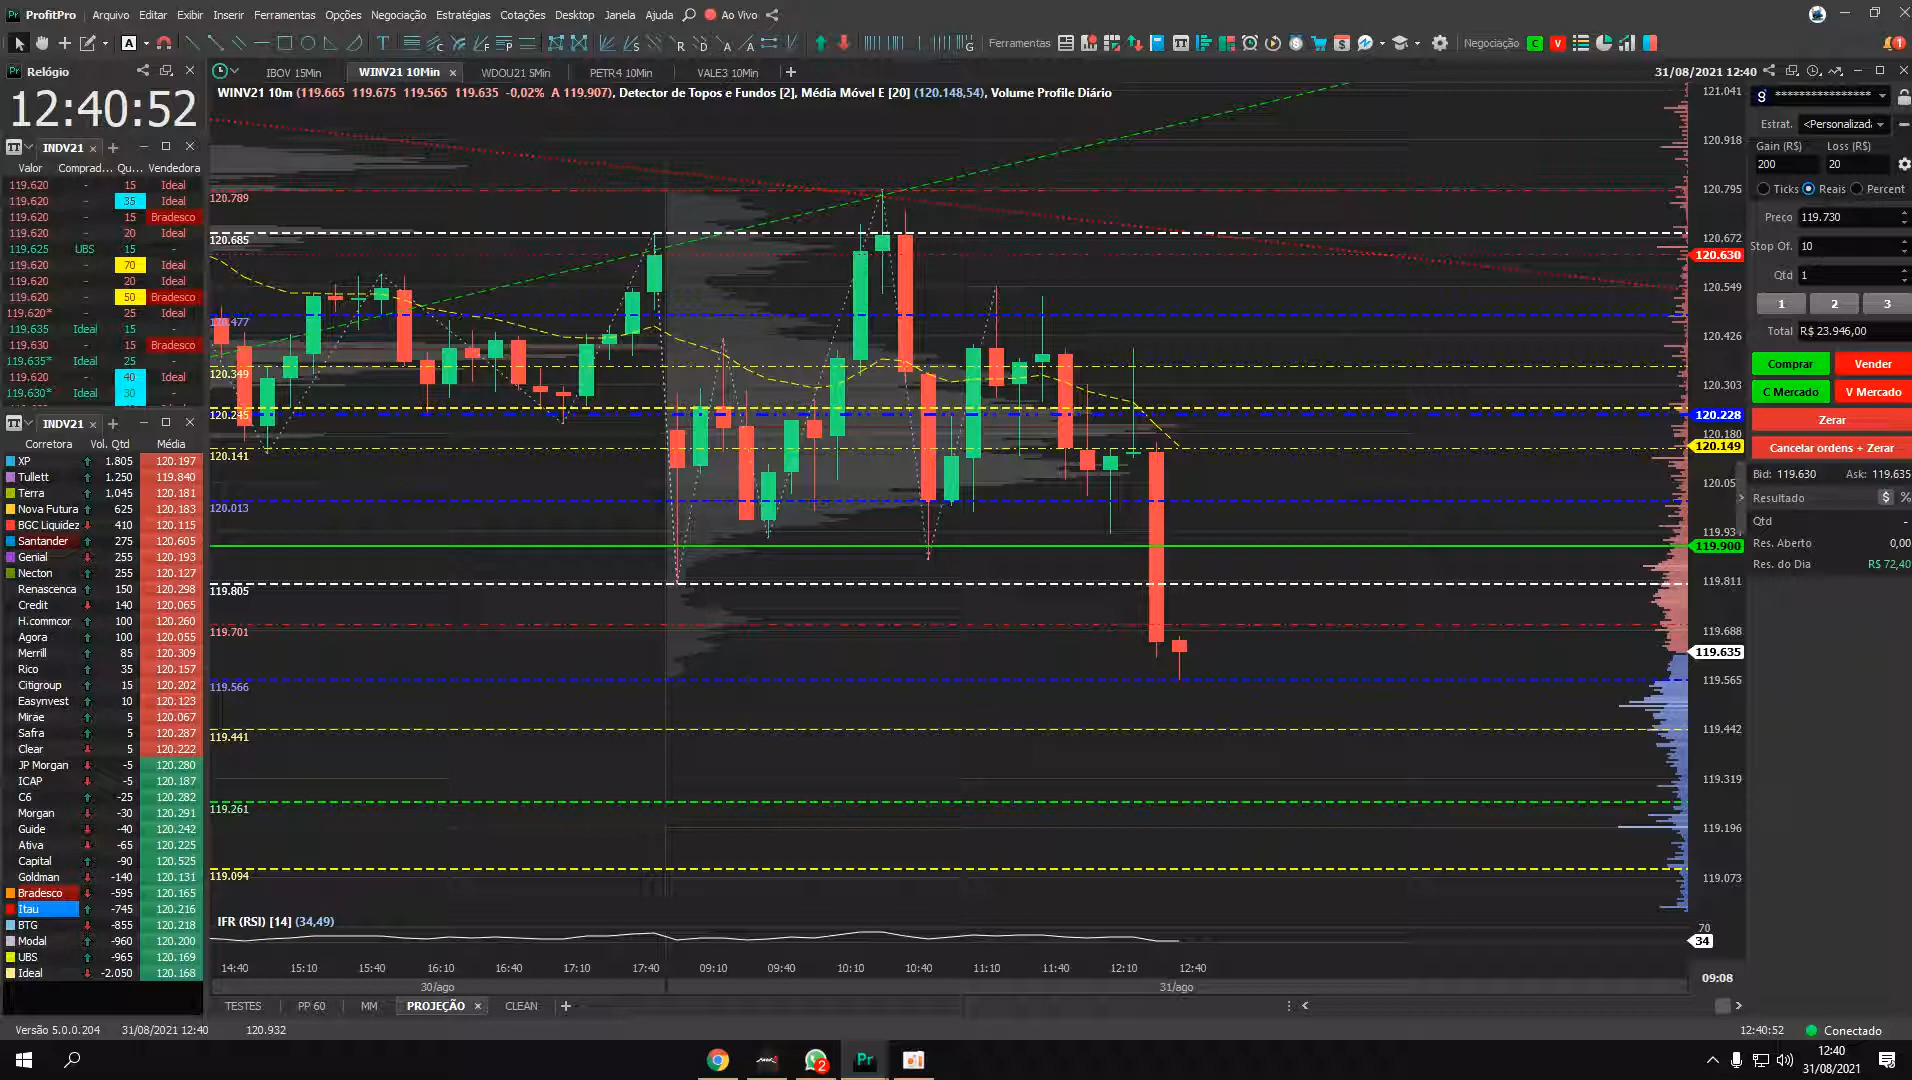 ProfitPro Arquivo Editar Exibir Inserir Ferramentas Opções Negociação Estratégias Cotações Desktop Janela Ajuda Ao Vivo
Ferramentas Negociação
Relógio
12:40:52
IBOV 15Min WINV21 10Min WDOU21 5Min PETR4 10Min VALE3 10Min
31/08/2021 12:40
WINV21 10m (119.665 119.675 119.565 119.635 -0,02% A 119.907), Detector de Topos e Fundos [2], Média Móvel E [20] (120.148,54), Volume Profile Diário
INDV21
Valor Comprad... Qu... Vendedora
119.620 - 15 Ideal
119.620 - 35 Ideal
119.620 - 15 Bradesco
119.620 - 20 Ideal
119.625 UBS 15 -
119.620 - 70 Ideal
119.620 - 20 Ideal
119.620 - 50 Bradesco
119.620* - 25 Ideal
119.635 Ideal 15 -
119.630 - 15 Bradesco
119.635* Ideal 25 -
119.620 - 40 Ideal
119.630* Ideal 30 -
INDV21
Corretora Vol. Qtd Média
XP 1.805 120.197
Tullett 1.250 119.840
Terra 1.045 120.181
Nova Futura 625 120.183
BGC Liquidez 410 120.115
Santander 275 120.605
Genial 255 120.193
Necton 255 120.127
Renascenca 150 120.298
Credit 140 120.065
H.commcor 100 120.260
Agora 100 120.055
Merrill 85 120.309
Rico 35 120.157
Citigroup 15 120.202
Easynvest 10 120.123
Mirae 5 120.067
Safra 5 120.287
Clear 5 120.222
JP Morgan -5 120.280
ICAP -5 120.187
C6 -25 120.282
Morgan -30 120.291
Guide -40 120.242
Ativa -65 120.225
Capital -90 120.525
Goldman -140 120.131
Bradesco -595 120.165
Itau -745 120.216
BTG -855 120.218
Modal -960 120.200
UBS -965 120.169
Ideal -2.050 120.168
120.789
120.685
120.477
120.349
120.245
120.141
120.013
119.805
119.701
119.566
119.441
119.261
119.094
121.041
120.918
120.795
120.672
120.630
120.549
120.426
120.303
120.228
120.180
120.149
120.05
119.931
119.900
119.811
119.688
119.635
119.565
119.442
119.319
119.196
119.073
IFR (RSI) [14] (34,49)
70
34
14:40 15:10 15:40 16:10 16:40 17:10 17:40 09:10 09:40 10:10 10:40 11:10 11:40 12:10 12:40
09:08
30/ago 31/ago
TESTES PP 60 MM PROJEÇÃO CLEAN
****************
Estrat. <Personalizada
Gain (R$) Loss (R$)
200 20
Ticks Reais Percent
Preço 119.730
Stop Of. 10
Qtd 1
1 2 3
Total R$ 23.946,00
Comprar Vender
C Mercado V Mercado
Zerar
Cancelar ordens + Zerar
Bid: 119.630 Ask: 119.635
Resultado $ %
Qtd -
Res. Aberto 0,00
Res. do Dia R$ 72,40
Versão 5.0.0.204 31/08/2021 12:40 120.932
12:40:52 Conectado
2
Pr
12:40
31/08/2021